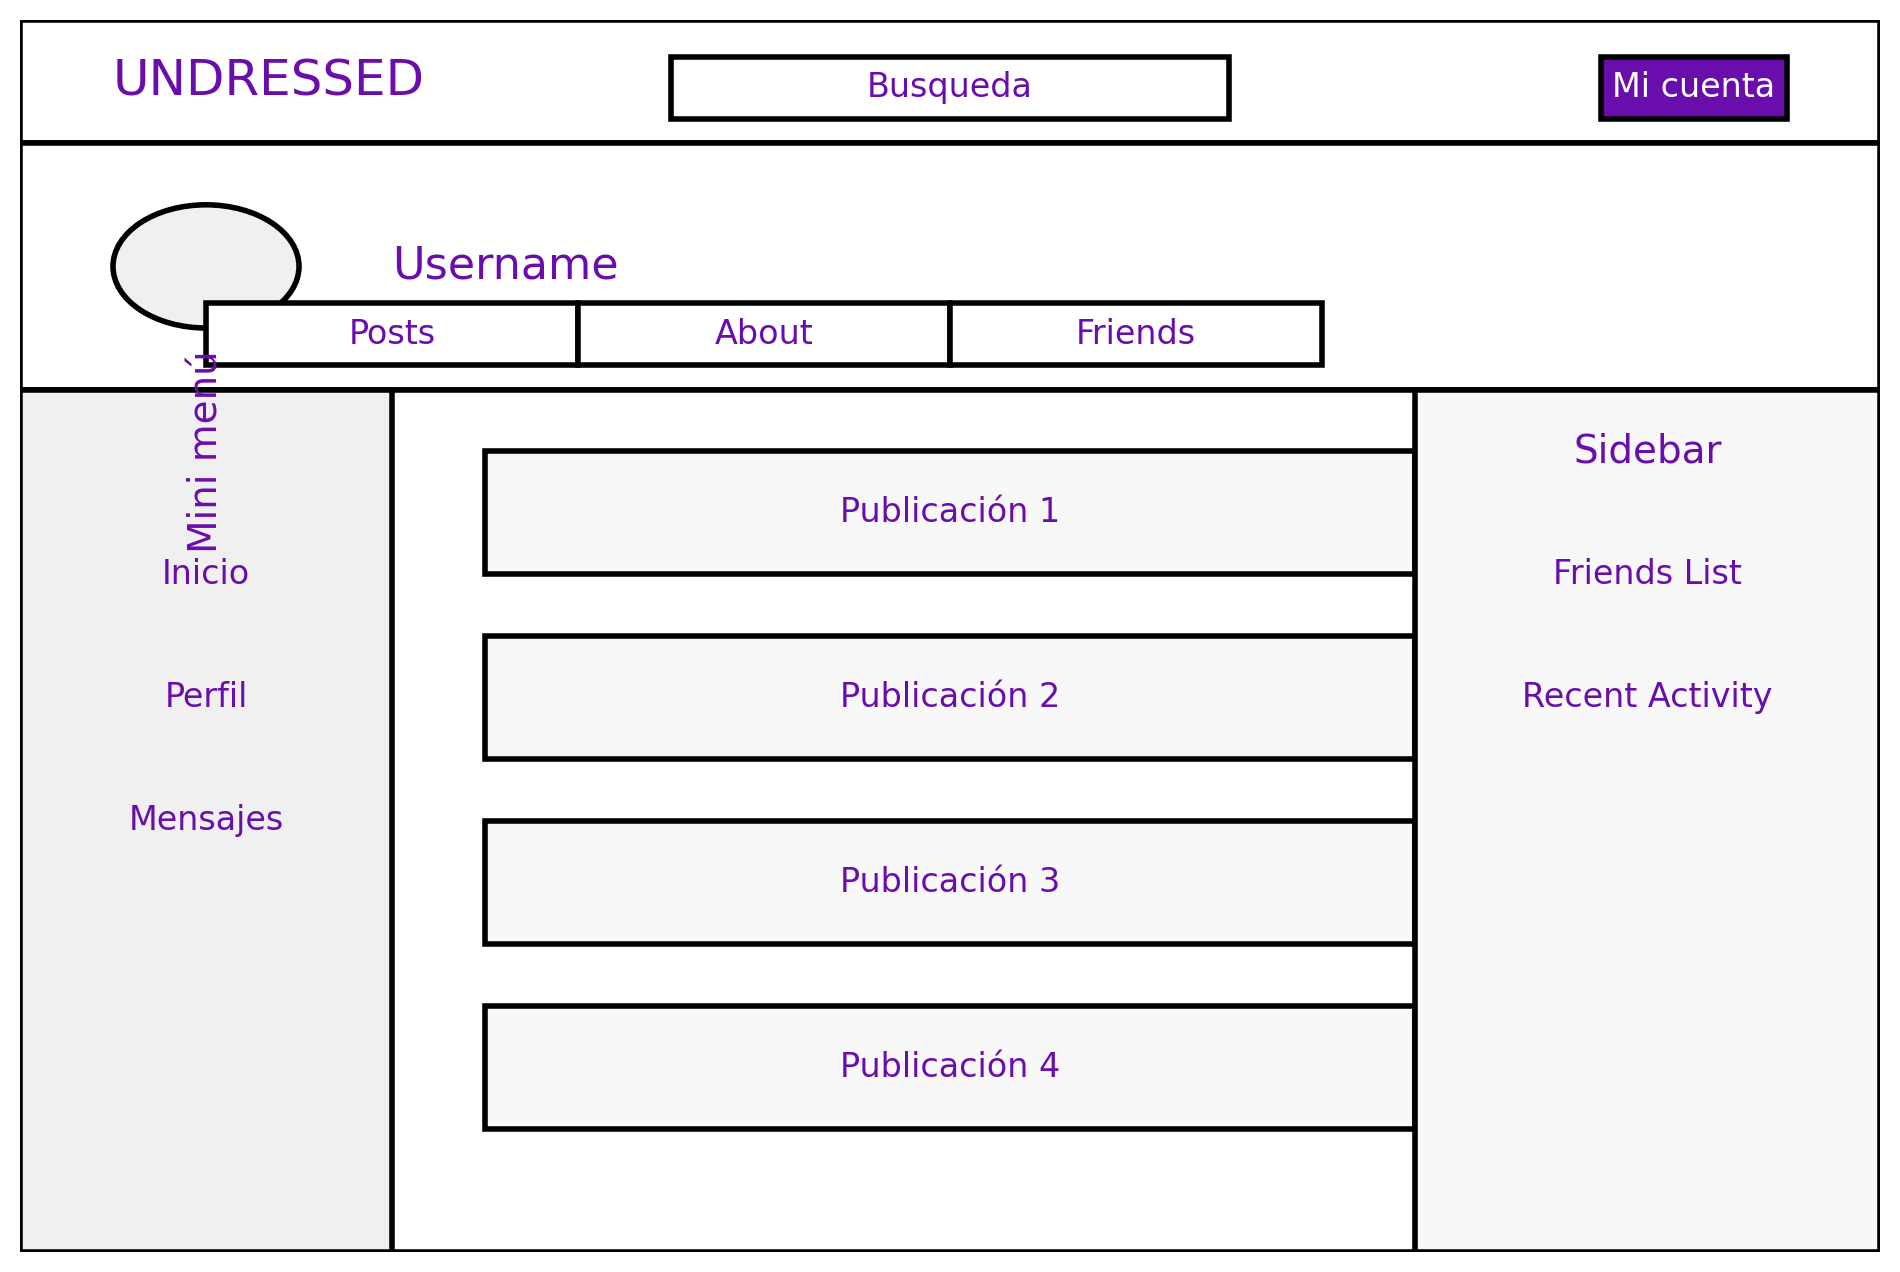 UNDRESSED
Busqueda
Mi cuenta
Username
Posts
About
Friends
Mini menú
Inicio
Perfil
Mensajes
Publicación 1
Publicación 2
Publicación 3
Publicación 4
Sidebar
Friends List
Recent Activity